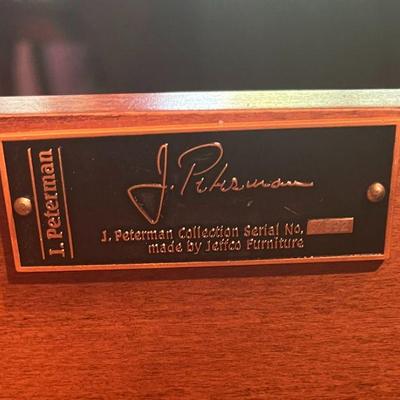 J. Peterman
J. Peterman
J. Peterman Collection Serial No.
made by Jeffco Furniture